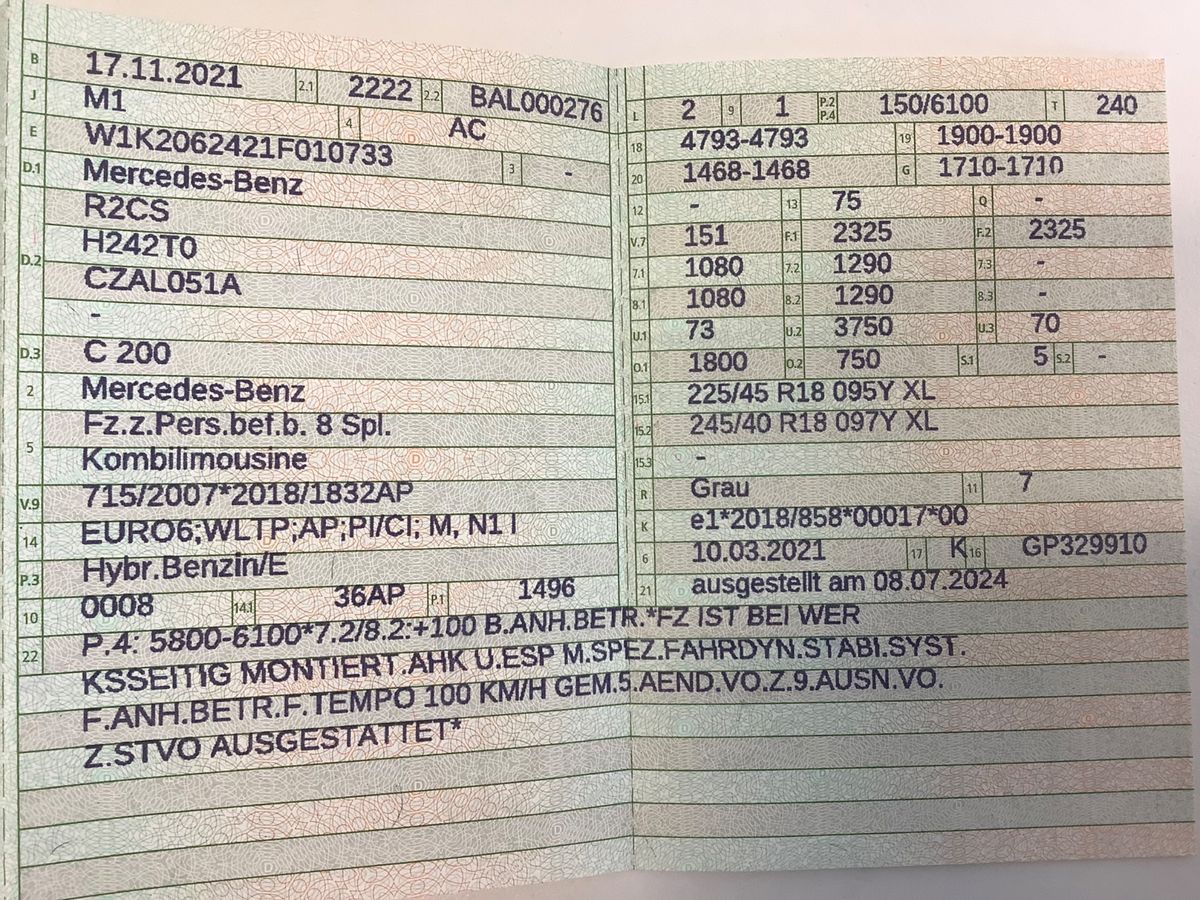 B 17.11.2021 2.1 2222 2.2 BAL000276
J M1 4 AC
E W1K2062421F010733 3 -
D.1 Mercedes-Benz
D.2 R2CS
H242T0
CZAL051A
-
D.3 C 200
2 Mercedes-Benz
5 Fz.z.Pers.bef.b. 8 Spl.
Kombilimousine
V.9 715/2007*2018/1832AP
14 EURO6;WLTP;AP;PI/CI; M, N1 I
P.3 Hybr.Benzin/E
10 0008 14.1 36AP P.1 1496
22 P.4: 5800-6100*7.2/8.2:+100 B.ANH.BETR.*FZ IST BEI WER
KSSEITIG MONTIERT.AHK U.ESP M.SPEZ.FAHRDYN.STABI.SYST.
F.ANH.BETR.F.TEMPO 100 KM/H GEM.5.AEND.VO.Z.9.AUSN.VO.
Z.STVO AUSGESTATTET*
L 2 9 1 P.2 P.4 150/6100 T 240
18 4793-4793 19 1900-1900
20 1468-1468 G 1710-1710
12 - 13 75 Q -
V.7 151 F.1 2325 F.2 2325
7.1 1080 7.2 1290 7.3 -
8.1 1080 8.2 1290 8.3 -
U.1 73 U.2 3750 U.3 70
O.1 1800 O.2 750 S.1 5 S.2 -
15.1 225/45 R18 095Y XL
15.2 245/40 R18 097Y XL
15.3 -
R Grau 11 7
K e1*2018/858*00017*00
6 10.03.2021 17 K 16 GP329910
21 ausgestellt am 08.07.2024